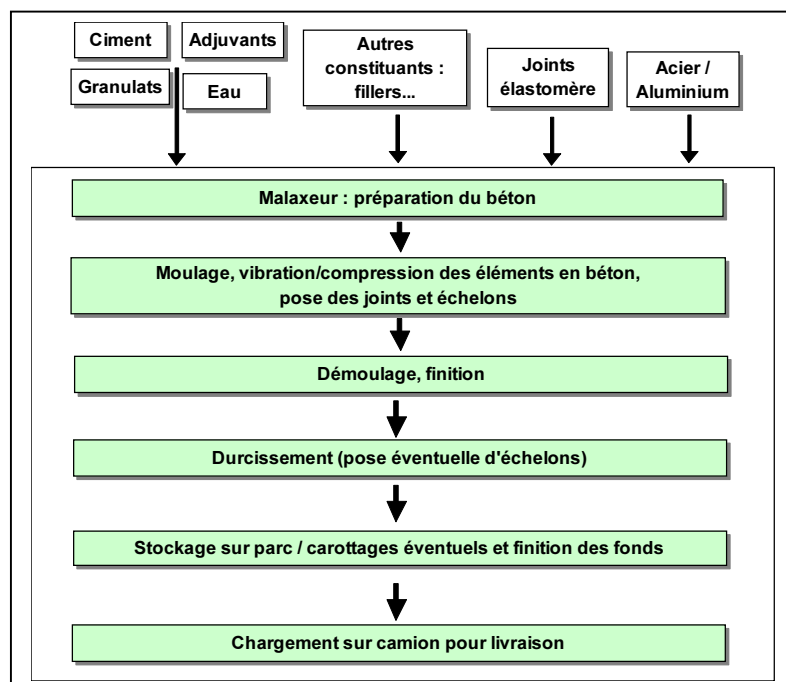 Ciment
Adjuvants
Granulats
Eau
Autres
constituants :
fillers...
Joints
élastomère
Acier /
Aluminium
Malaxeur : préparation du béton
Moulage, vibration/compression des éléments en béton,
pose des joints et échelons
Démoulage, finition
Durcissement (pose éventuelle d'échelons)
Stockage sur parc / carottages éventuels et finition des fonds
Chargement sur camion pour livraison